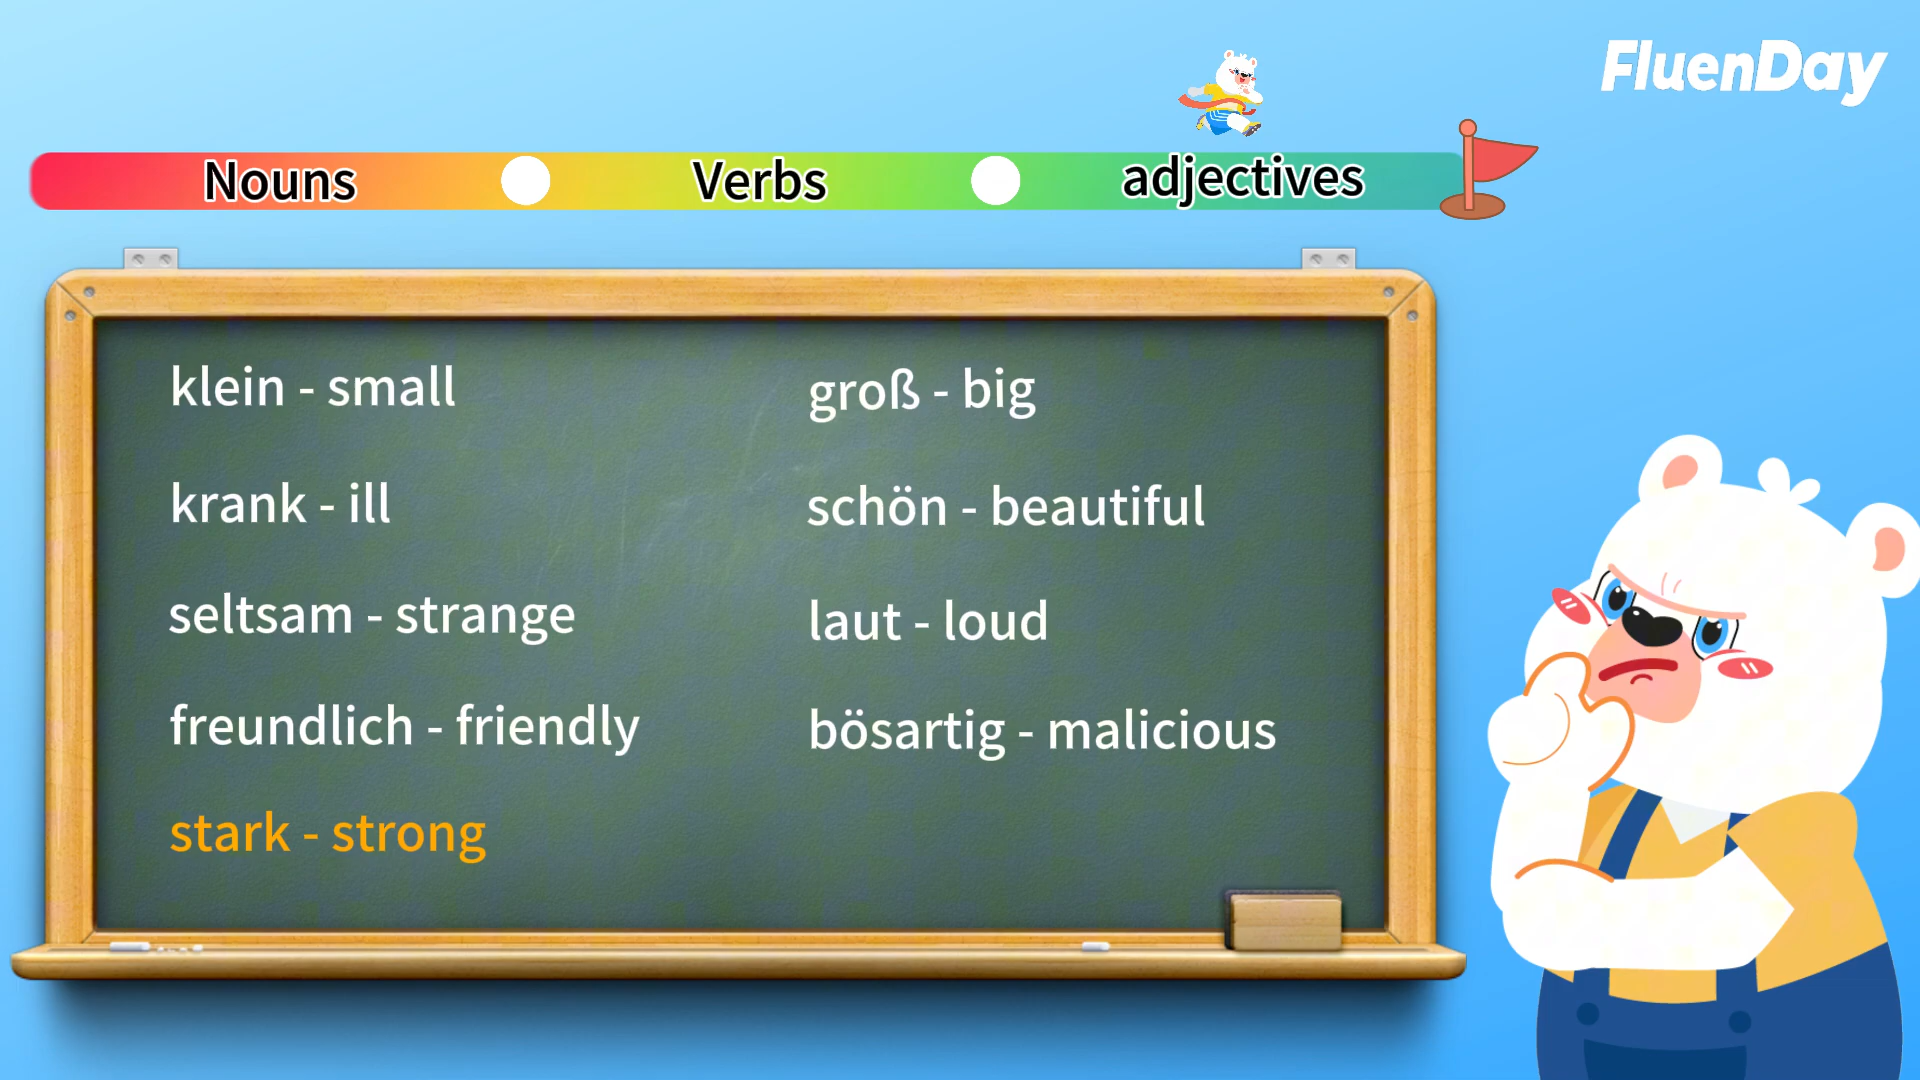 FluenDay
Nouns
Verbs
adjectives
klein - small
groß - big
krank - ill
schön - beautiful
seltsam - strange
laut - loud
freundlich - friendly
bösartig - malicious
stark - strong